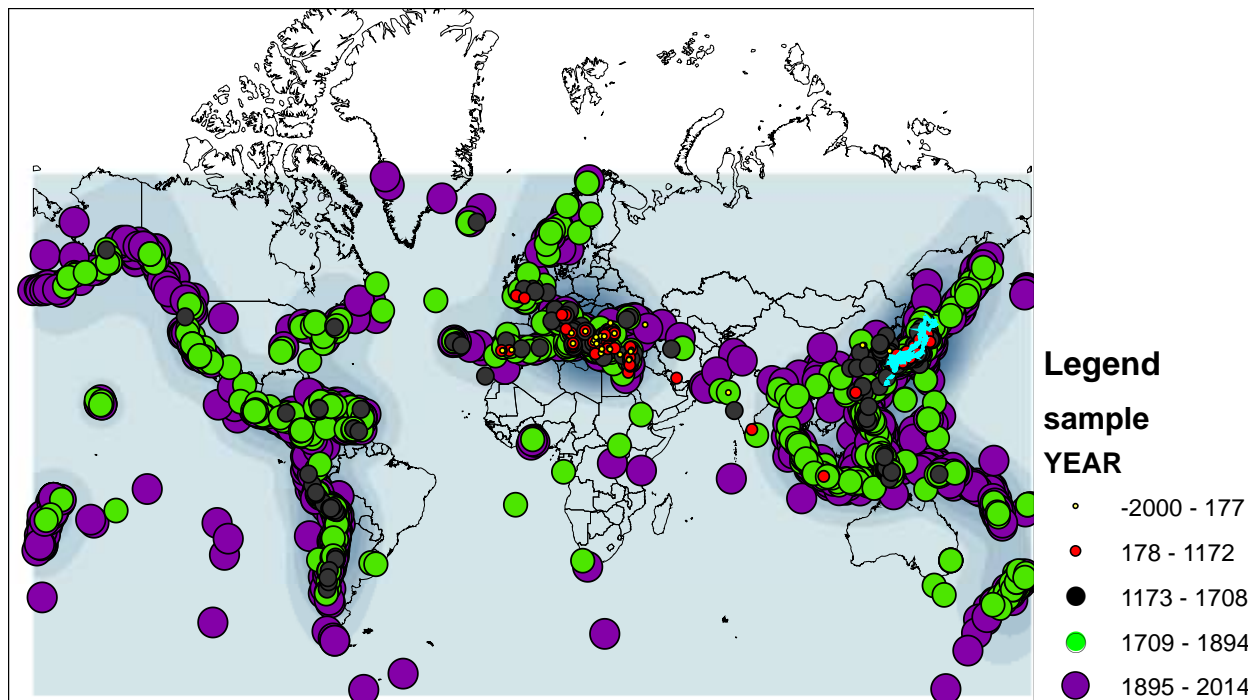 Legend
sample
YEAR
-2000 - 177
178 - 1172
1173 - 1708
1709 - 1894
1895 - 2014